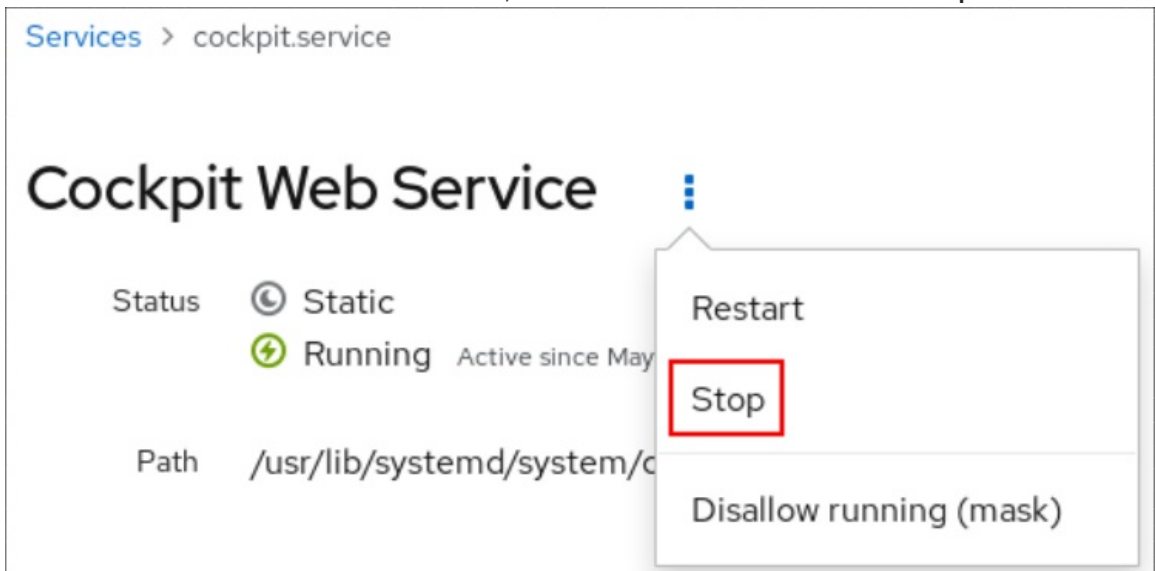 Services > cockpit.service
Cockpit Web Service
Status Static
Running Active since May
Path /usr/lib/systemd/system/c
Restart
Stop
Disallow running (mask)